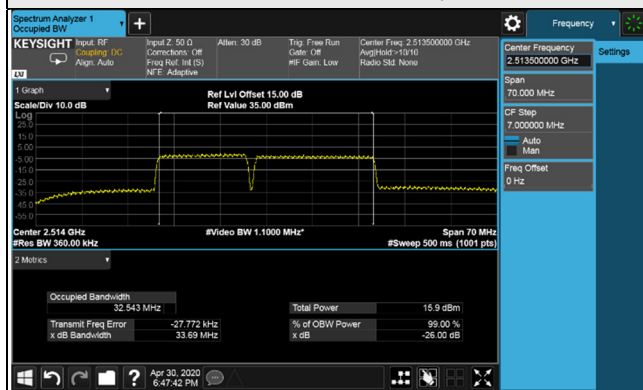 Spectrum Analyzer 1
Occupied BW
Frequency
KEYSIGHT
Input: RF
Coupling: DC
Align: Auto
Input Z: 50 Ω
Corrections: Off
Freq Ref: Int (S)
NFE: Adaptive
Atten: 30 dB
Trig: Free Run
Gate: Off
#IF Gain: Low
Center Freq: 2.513500000 GHz
Avg|Hold:>10/10
Radio Std: None
LXI
Center Frequency
2.513500000 GHz
Settings
Span
70.000 MHz
CF Step
7.000000 MHz
Auto
Man
Freq Offset
0 Hz
1 Graph
Scale/Div 10.0 dB
Ref Lvl Offset 15.00 dB
Ref Value 35.00 dBm
Log
25.0
15.0
5.00
-5.00
-15.0
-25.0
-35.0
-45.0
-55.0
Center 2.514 GHz
#Res BW 360.00 kHz
#Video BW 1.1000 MHz*
Span 70 MHz
#Sweep 500 ms (1001 pts)
2 Metrics
Occupied Bandwidth
32.543 MHz
Total Power
15.9 dBm
Transmit Freq Error
-27.772 kHz
% of OBW Power
99.00 %
x dB Bandwidth
33.69 MHz
x dB
-26.00 dB
?
Apr 30, 2020
6:47:42 PM